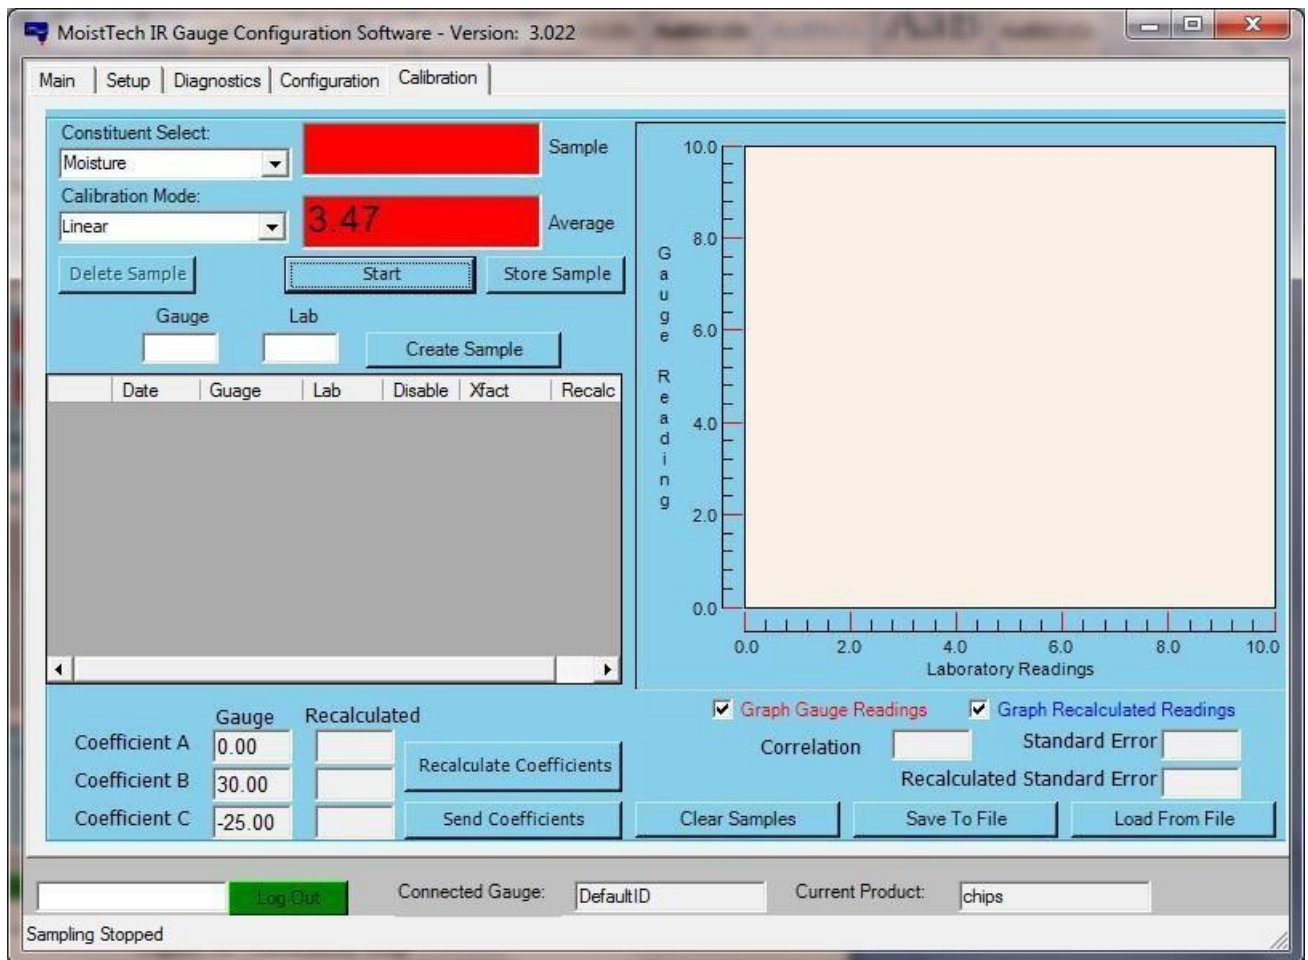 MoistTech IR Gauge Configuration Software - Version: 3.022
Main Setup Diagnostics Configuration Calibration
Constituent Select:
Moisture
Sample
Calibration Mode:
Linear
3.47
Average
Delete Sample Start Store Sample
Gauge Lab
Create Sample
Date Guage Lab Disable Xfact Recalc
Gauge Reading
10.0
8.0
6.0
4.0
2.0
0.0
0.0 2.0 4.0 6.0 8.0 10.0
Laboratory Readings
Graph Gauge Readings Graph Recalculated Readings
Gauge Recalculated
Coefficient A 0.00
Coefficient B 30.00
Coefficient C -25.00
Recalculate Coefficients
Send Coefficients
Correlation Standard Error
Recalculated Standard Error
Clear Samples Save To File Load From File
Log Out Connected Gauge: DefaultID Current Product: chips
Sampling Stopped